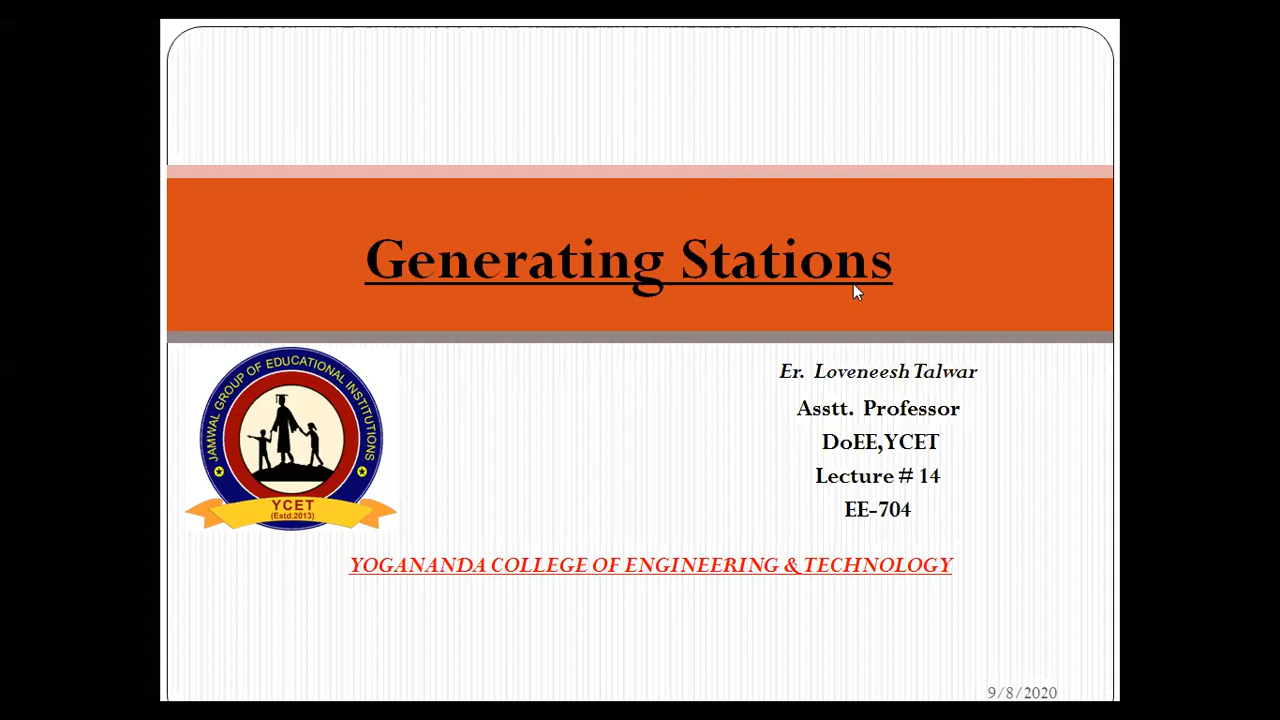 Generating Stations
JAMWAL GROUP OF EDUCATIONAL INSTITUTIONS
YCET
(Estd.2013)
Er. Loveneesh Talwar
Asstt. Professor
DoEE,YCET
Lecture # 14
EE-704
YOGANANDA COLLEGE OF ENGINEERING & TECHNOLOGY
9/8/2020